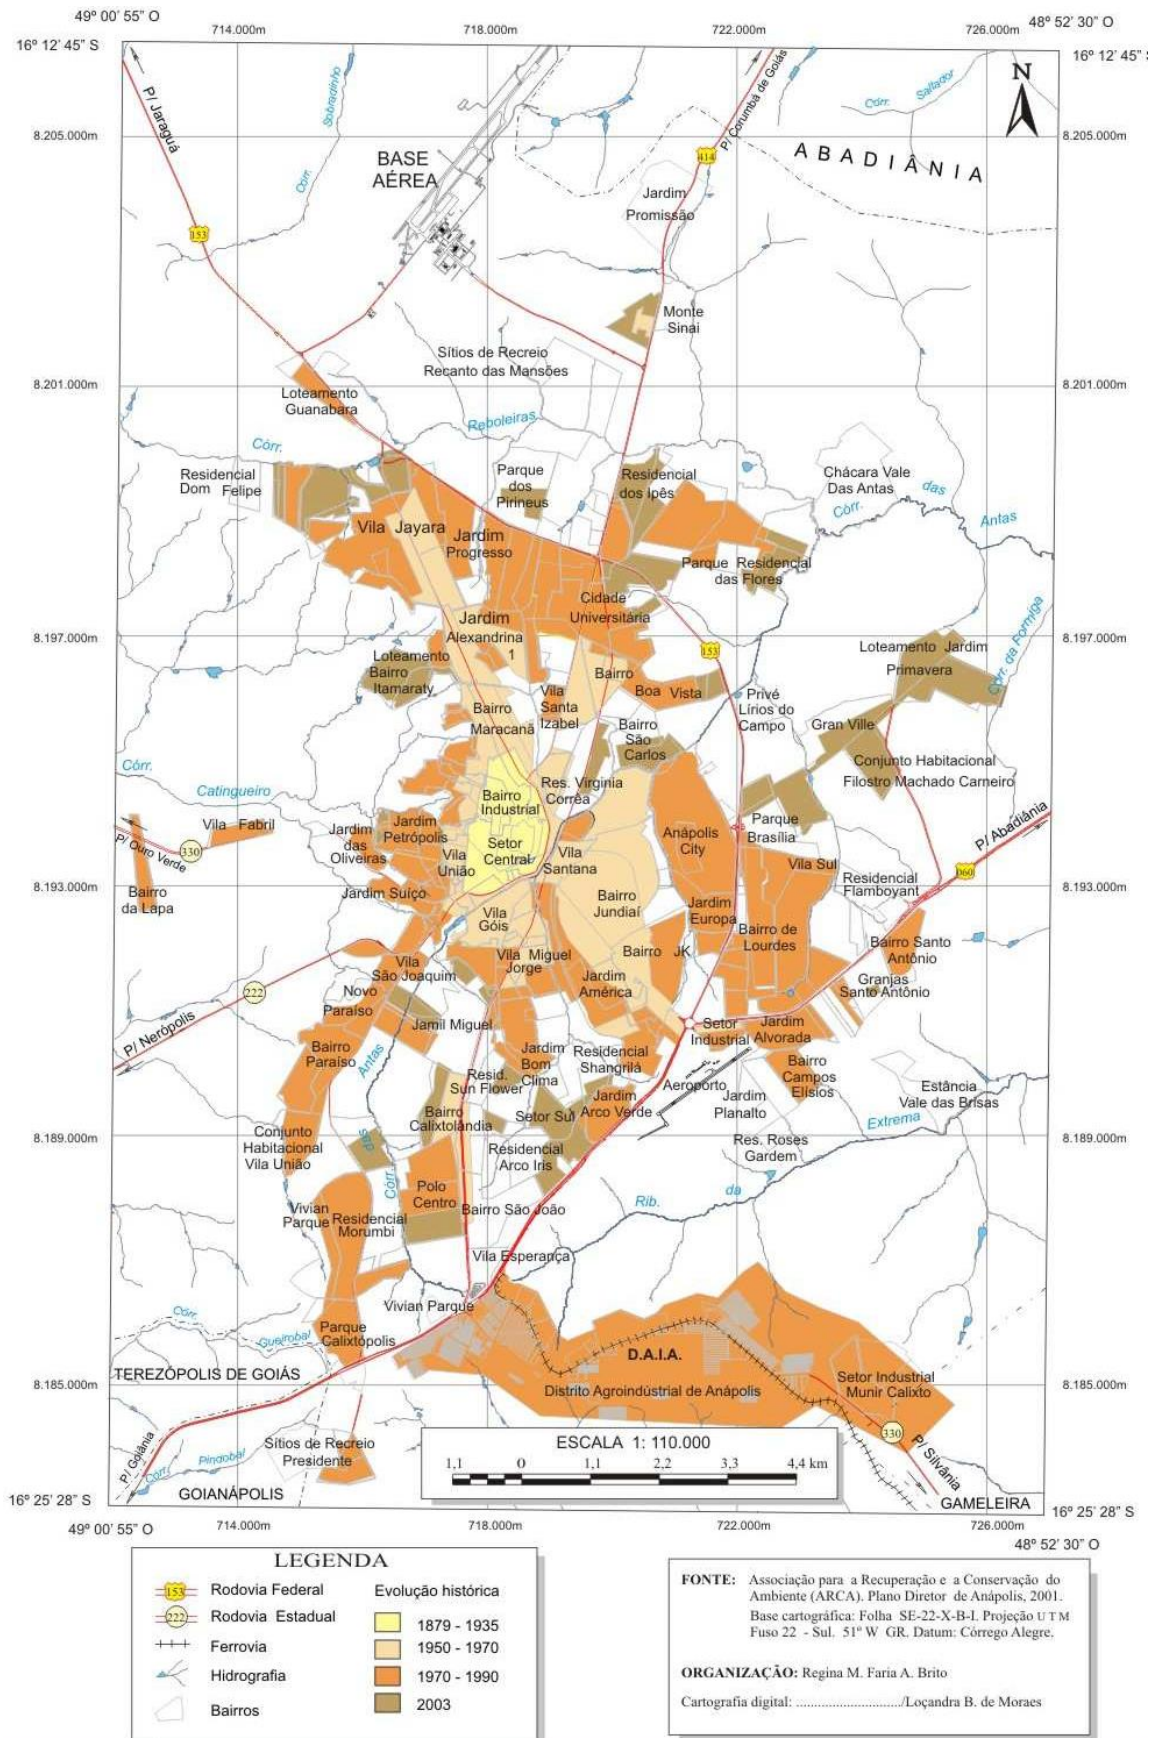 49º 00' 55" O
714.000m
718.000m
722.000m
726.000m
48º 52' 30" O
16º 12' 45" S
16º 12' 45" S
P/ Jaraguá
Sobradinho
Córr.
P/ Corumbá de Goiás
Córr. Saltador
N
8.205.000m
BASE
AÉREA
414
ABADIÂNIA
8.205.000m
Jardim
Promissão
153
Monte
Sinai
Sítios de Recreio
Recanto das Mansões
8.201.000m
8.201.000m
Loteamento
Guanabara
Córr.
Reboleiras
Residencial
Dom Felipe
Parque
dos
Pirineus
Residencial
dos Ipês
Chácara Vale
Das Antas
Córr.
das
Antas
Vila Jayara
Jardim
Progresso
Parque Residencial
das Flores
Cidade
Universitária
Jardim
Alexandrina
1
8.197.000m
8.197.000m
153
Loteamento Jardim
Primavera
Córr. da Formiga
Loteamento
Bairro
Itamaraty
Bairro
Boa Vista
Vila
Santa
Izabel
Bairro
Maracanã
Privé
Lírios do
Campo
Bairro
São
Carlos
Gran Ville
Conjunto Habitacional
Filostro Machado Carneiro
Córr.
Catingueiro
Res. Virginia
Corrêa
Bairro
Industrial
Vila Fabril
Jardim
Petrópolis
Jardim
das
Oliveiras
Anápolis
City
Parque
Brasília
P/ Abadiânia
P/ Ouro Verde
330
Setor
Central
Vila
União
Vila
Santana
Vila Sul
060
8.193.000m
8.193.000m
Bairro
da Lapa
Jardim Suíço
Bairro
Jundiaí
Residencial
Flamboyant
Vila
Góis
Jardim
Europa
Bairro de
Lourdes
Bairro Santo
Antônio
Vila Miguel
Jorge
Bairro JK
Vila
São Joaquim
Jardim
América
Granjas
Santo Antônio
222
Novo
Paraíso
P/ Nerópolis
Jamil Miguel
Setor
Industrial
Jardim
Alvorada
Bairro
Paraíso
Antas
Jardim
Bom
Clima
Residencial
Shangrilá
Bairro
Campos
Elísios
Resid.
Sun Flower
Aeroporto
Estância
Vale das Brisas
Jardim
Planalto
Bairro
Calixtolândia
Setor Sul
Jardim
Arco Verde
Extrema
8.189.000m
8.189.000m
Conjunto
Habitacional
Vila União
das
Residencial
Arco Iris
Res. Roses
Gardem
Córr.
Polo
Centro
Rib.
da
Vivian
Parque
Residencial
Morumbi
Bairro São João
Vila Esperança
Vivian Parque
Córr.
Gueirobal
Parque
Calixtópolis
D.A.I.A.
TEREZÓPOLIS DE GOIÁS
Distrito Agroindústrial de Anápolis
Setor Industrial
Munir Calixto
8.185.000m
8.185.000m
330
P/ Silvânia
P/ Goiânia
Sítios de Recreio
Presidente
Córr. Pindobal
ESCALA 1: 110.000
1,1 0 1,1 2,2 3,3 4,4 km
GOIANÁPOLIS
GAMELEIRA
16º 25' 28" S
16º 25' 28" S
49º 00' 55" O
714.000m
718.000m
722.000m
726.000m
48º 52' 30" O
LEGENDA
153 Rodovia Federal
222 Rodovia Estadual
Ferrovia
Hidrografia
Bairros
Evolução histórica
1879 - 1935
1950 - 1970
1970 - 1990
2003
FONTE: Associação para a Recuperação e a Conservação do
Ambiente (ARCA). Plano Diretor de Anápolis, 2001.
Base cartográfica: Folha SE-22-X-B-I. Projeção U T M
Fuso 22 - Sul. 51º W GR. Datum: Córrego Alegre.
ORGANIZAÇÃO: Regina M. Faria A. Brito
Cartografia digital: ............................/Loçandra B. de Moraes